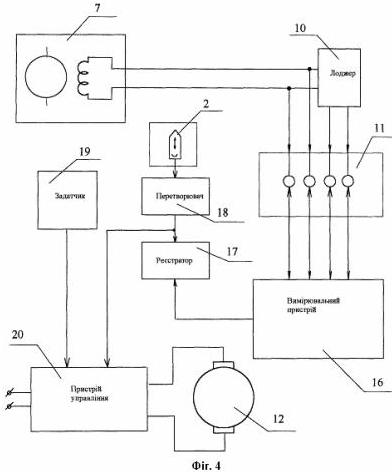 7
10
Лоджер
2
11
19
Задатчик
Перетворювач
18
17
Реєстратор
Вимірювальний
пристрій
20
Пристрій
управління
12
16
Фіг. 4